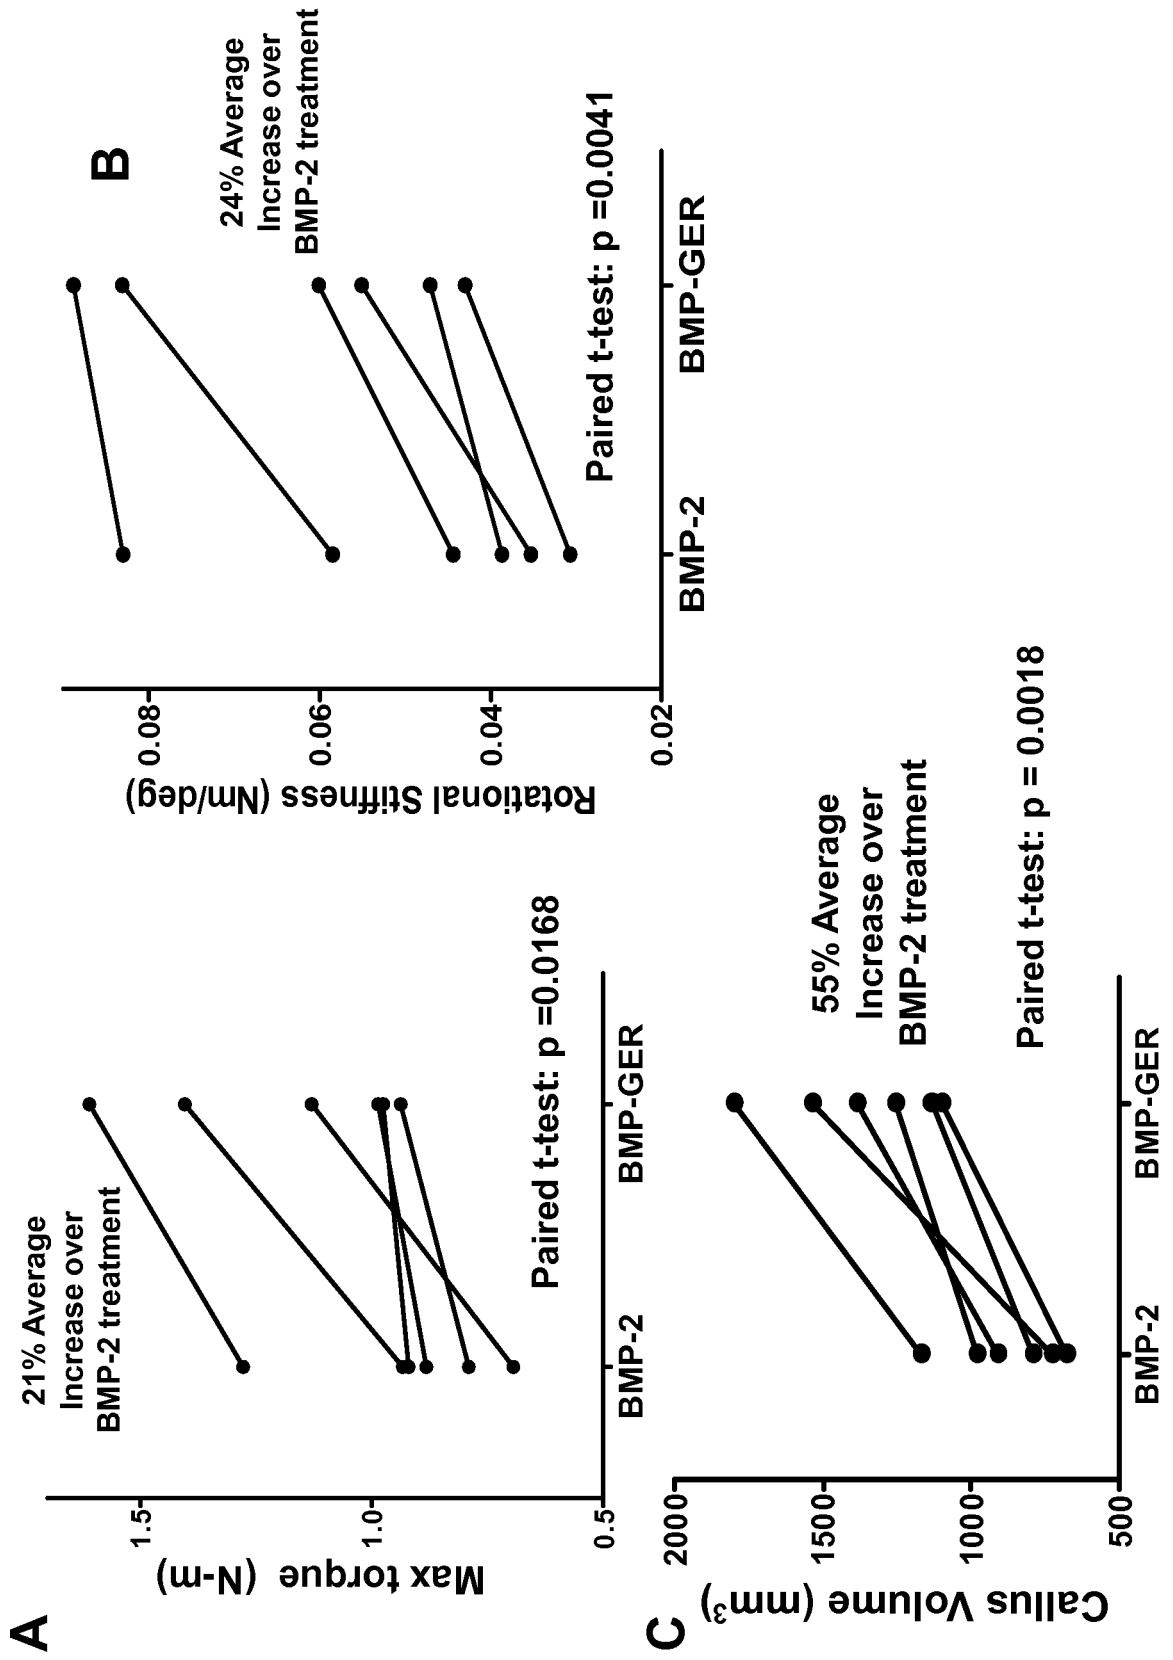 A
21% Average
Increase over
BMP-2 treatment
Max torque (N-m)
1.5
1.0
0.5
Paired t-test: p =0.0168
BMP-2
BMP-GER
B
24% Average
Increase over
BMP-2 treatment
Rotational Stiffness (Nm/deg)
0.08
0.06
0.04
0.02
Paired t-test: p =0.0041
BMP-2
BMP-GER
C
Callus Volume (mm³)
2000
1500
1000
500
55% Average
Increase over
BMP-2 treatment
Paired t-test: p = 0.0018
BMP-2
BMP-GER